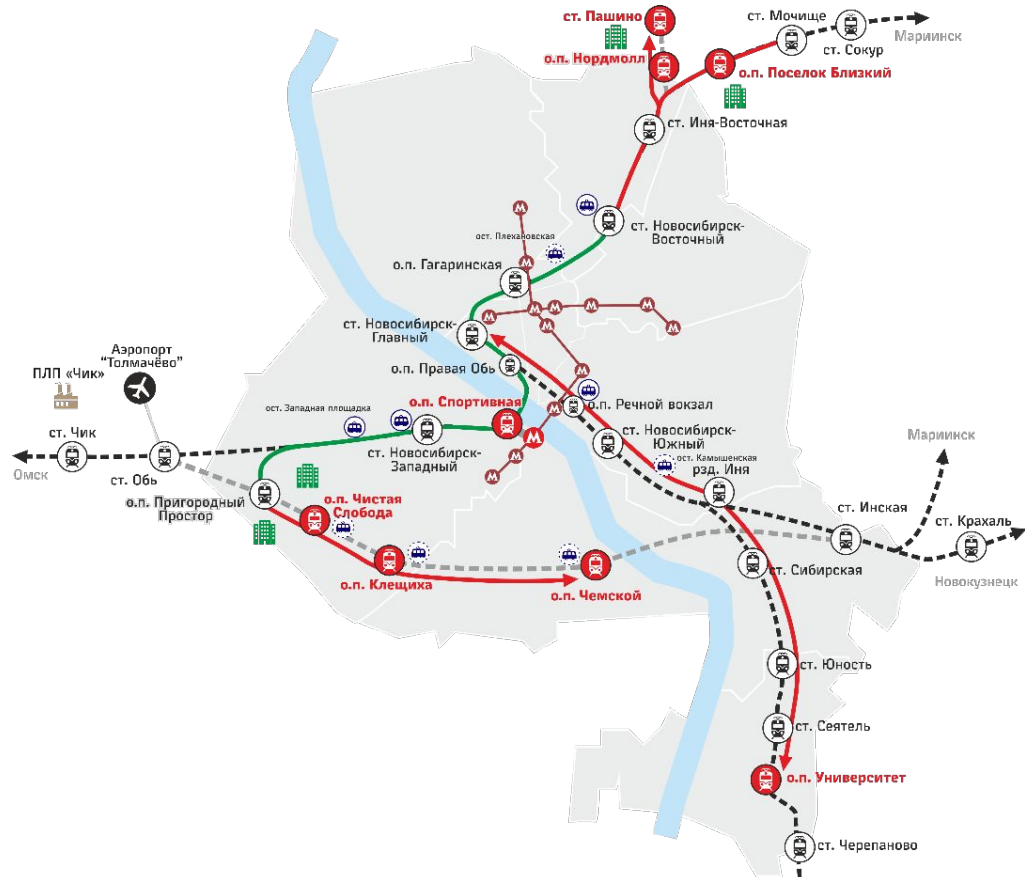 ст. Пашино
ст. Мочище
Мариинск
ст. Сокур
о.п. Нордмолл
о.п. Поселок Близкий
ст. Иня-Восточная
ст. Новосибирск-
Восточный
ост. Плехановская
М
о.п. Гагаринская
М
М
М
М
М
М
М
М
М
ст. Новосибирск-
Главный
Аэропорт
"Толмачёво"
ПЛП «Чик»
о.п. Правая Обь
М
о.п. Спортивная
М
о.п. Речной вокзал
ост. Западная площадка
ст. Чик
Омск
ст. Обь
ст. Новосибирск-
Западный
М
М
М
М
ст. Новосибирск-
Южный
ост. Камышенская
рзд. Иня
Мариинск
о.п. Пригородный
Простор
о.п. Чистая
Слобода
ст. Инская
ст. Крахаль
Новокузнецк
о.п. Клещиха
о.п. Чемской
ст. Сибирская
ст. Юность
ст. Сеятель
о.п. Университет
ст. Черепаново